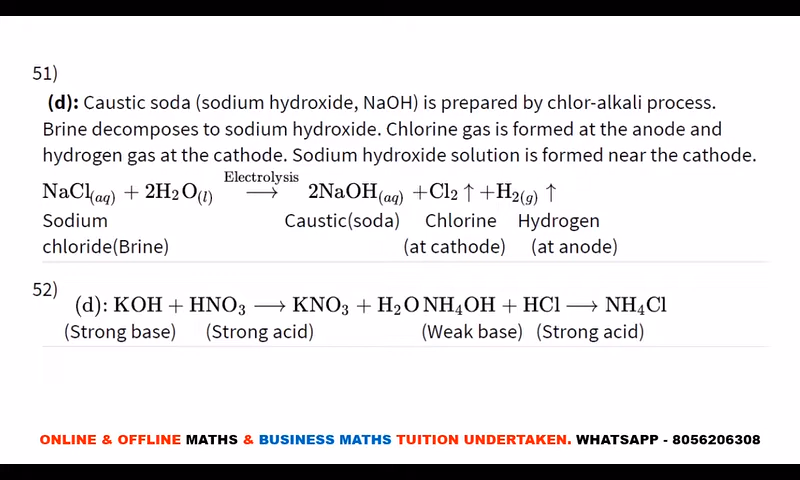 51)
(d): Caustic soda (sodium hydroxide, NaOH) is prepared by chlor-alkali process.
Brine decomposes to sodium hydroxide. Chlorine gas is formed at the anode and
hydrogen gas at the cathode. Sodium hydroxide solution is formed near the cathode.
NaCl(aq) + 2H₂O(l) Electrolysis ⟶ 2NaOH(aq) +Cl₂ ↑ +H₂(g) ↑
Sodium Caustic(soda) Chlorine Hydrogen
chloride(Brine) (at cathode) (at anode)
52)
(d): KOH + HNO₃ ⟶ KNO₃ + H₂O NH₄OH + HCl ⟶ NH₄Cl
(Strong base) (Strong acid) (Weak base) (Strong acid)
ONLINE & OFFLINE MATHS & BUSINESS MATHS TUITION UNDERTAKEN. WHATSAPP - 8056206308